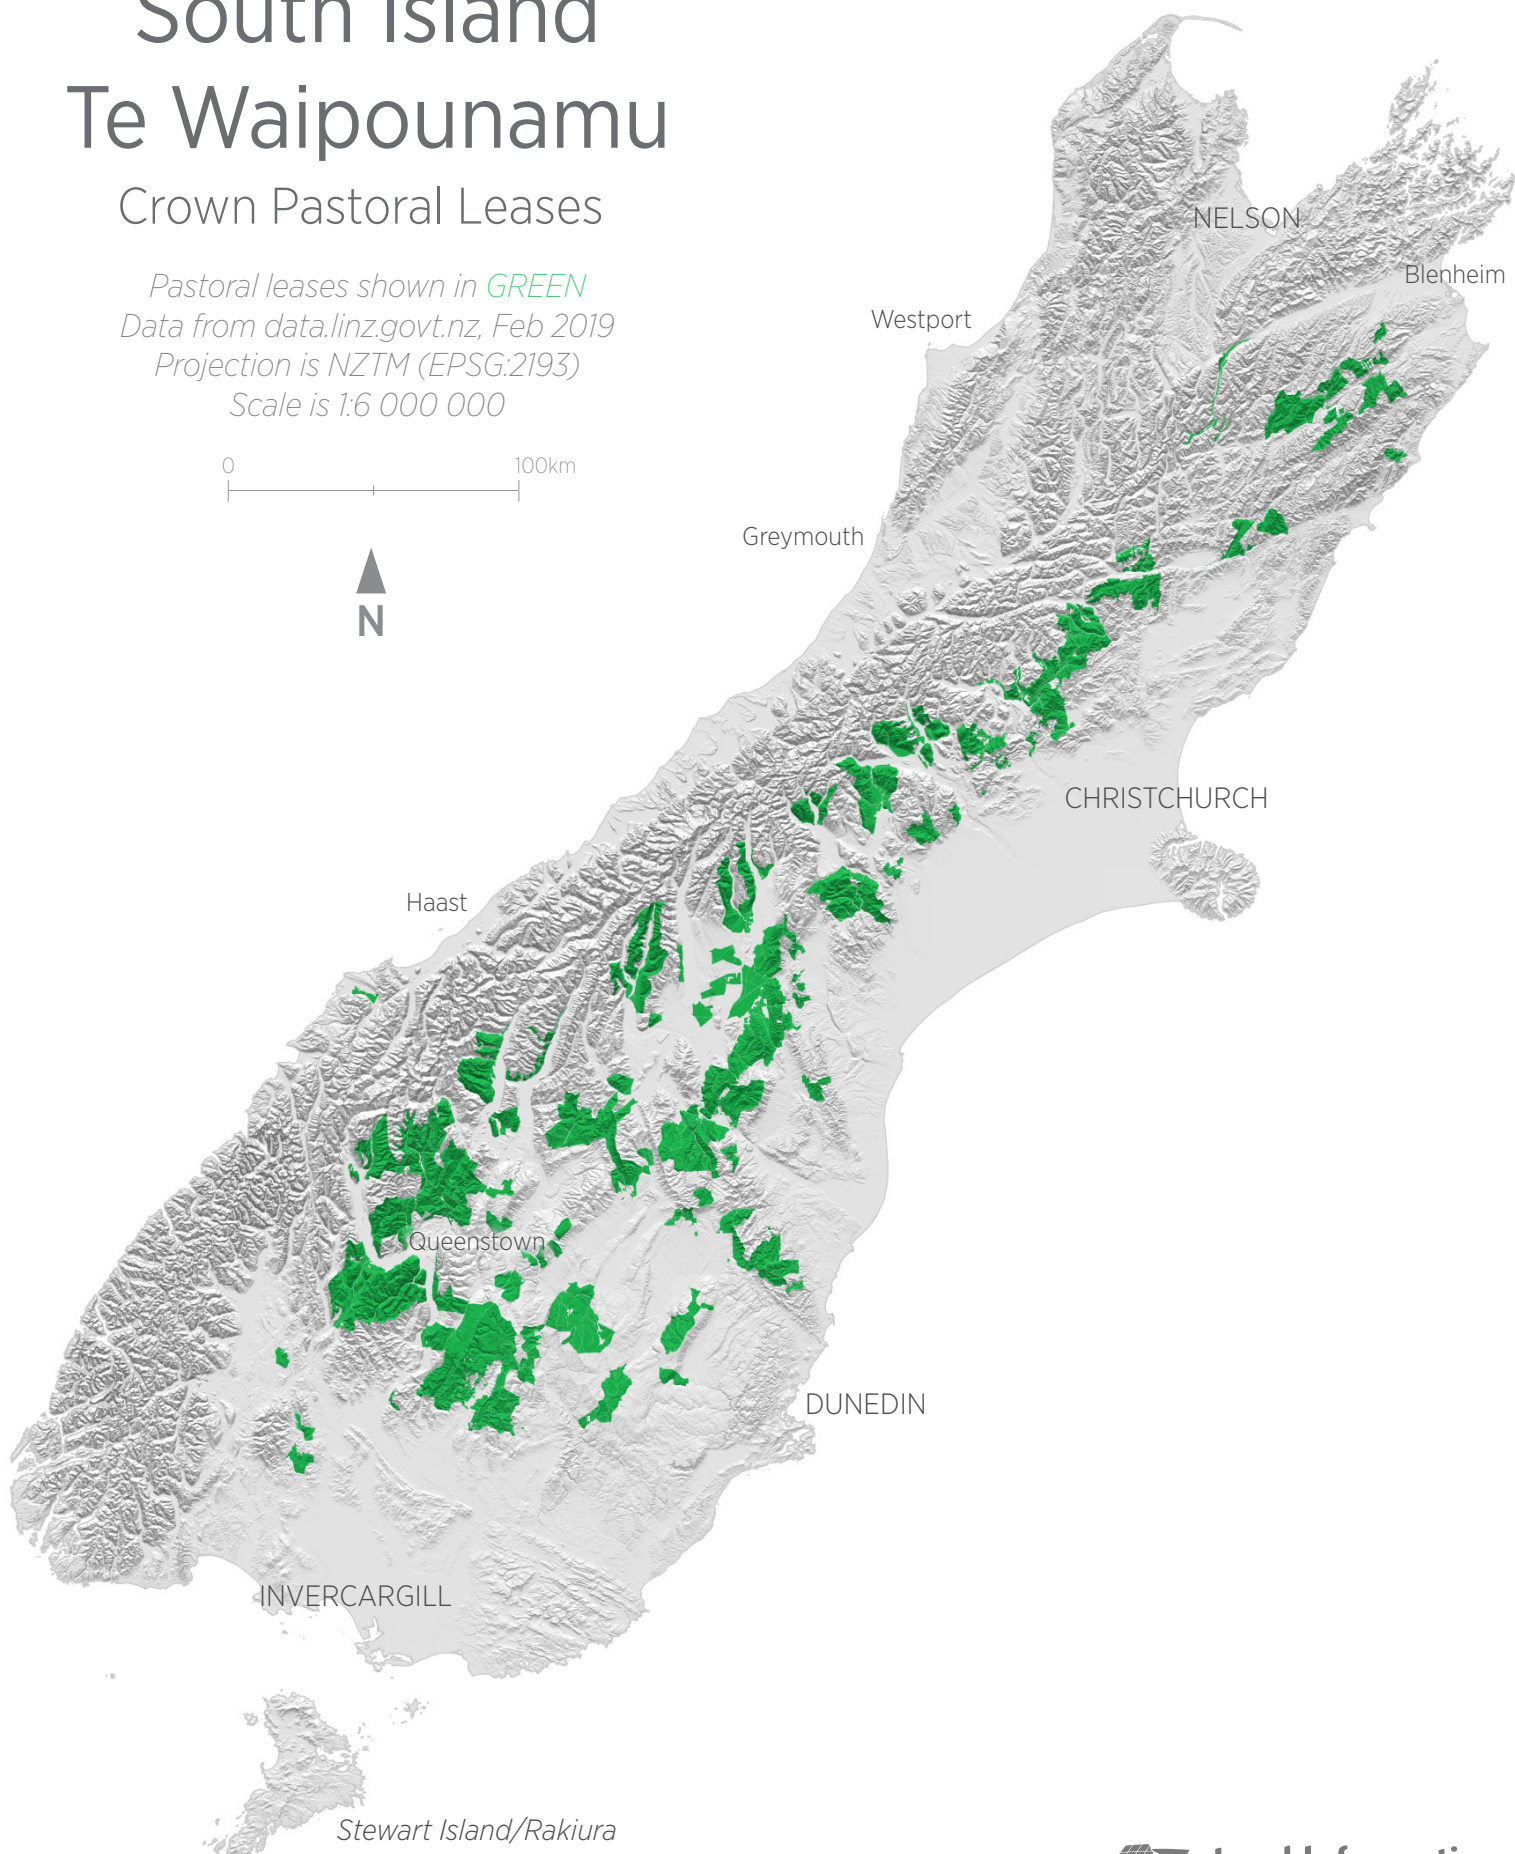 South Island
Te Waipounamu
Crown Pastoral Leases
Pastoral leases shown in GREEN
Data from data.linz.govt.nz, Feb 2019
Projection is NZTM (EPSG:2193)
Scale is 1:6 000 000
0 100km
N
NELSON
Blenheim
Westport
Greymouth
CHRISTCHURCH
Haast
Queenstown
DUNEDIN
INVERCARGILL
Stewart Island/Rakiura